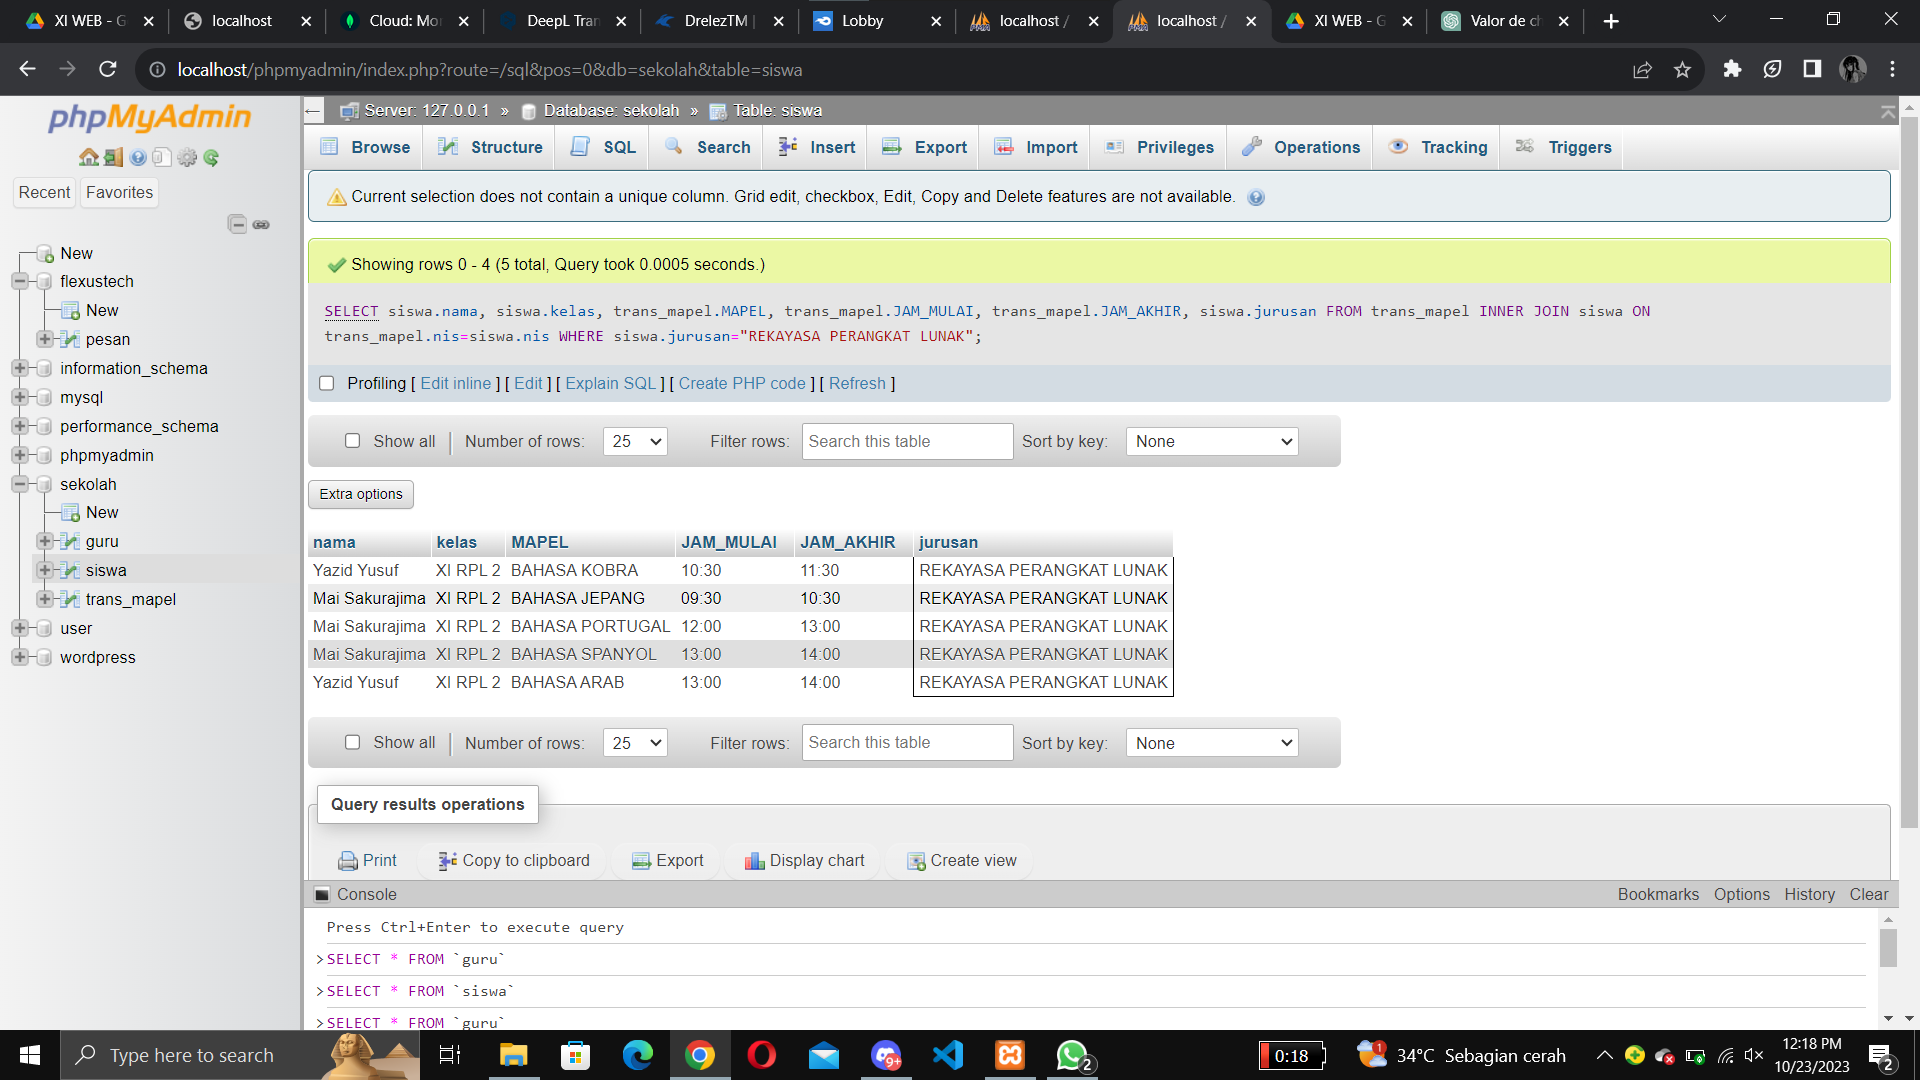 XI WEB - G
localhost
Cloud: Mo
DeepL Tran
DrelezTM |
Lobby
localhost /
localhost /
XI WEB - G
Valor de ch
localhost/phpmyadmin/index.php?route=/sql&pos=0&db=sekolah&table=siswa
phpMyAdmin
Recent
Favorites
New
flexustech
New
pesan
information_schema
mysql
performance_schema
phpmyadmin
sekolah
New
guru
siswa
trans_mapel
user
wordpress
Server: 127.0.0.1 » Database: sekolah » Table: siswa
Browse
Structure
SQL
Search
Insert
Export
Import
Privileges
Operations
Tracking
Triggers
Current selection does not contain a unique column. Grid edit, checkbox, Edit, Copy and Delete features are not available.
Showing rows 0 - 4 (5 total, Query took 0.0005 seconds.)
SELECT siswa.nama, siswa.kelas, trans_mapel.MAPEL, trans_mapel.JAM_MULAI, trans_mapel.JAM_AKHIR, siswa.jurusan FROM trans_mapel INNER JOIN siswa ON
trans_mapel.nis=siswa.nis WHERE siswa.jurusan="REKAYASA PERANGKAT LUNAK";
Profiling [ Edit inline ] [ Edit ] [ Explain SQL ] [ Create PHP code ] [ Refresh ]
Show all | Number of rows: 25 Filter rows: Search this table Sort by key: None
Extra options
nama kelas MAPEL JAM_MULAI JAM_AKHIR jurusan
Yazid Yusuf XI RPL 2 BAHASA KOBRA 10:30 11:30 REKAYASA PERANGKAT LUNAK
Mai Sakurajima XI RPL 2 BAHASA JEPANG 09:30 10:30 REKAYASA PERANGKAT LUNAK
Mai Sakurajima XI RPL 2 BAHASA PORTUGAL 12:00 13:00 REKAYASA PERANGKAT LUNAK
Mai Sakurajima XI RPL 2 BAHASA SPANYOL 13:00 14:00 REKAYASA PERANGKAT LUNAK
Yazid Yusuf XI RPL 2 BAHASA ARAB 13:00 14:00 REKAYASA PERANGKAT LUNAK
Show all | Number of rows: 25 Filter rows: Search this table Sort by key: None
Query results operations
Print
Copy to clipboard
Export
Display chart
Create view
Console
Bookmarks Options History Clear
Press Ctrl+Enter to execute query
>SELECT * FROM `guru`
>SELECT * FROM `siswa`
>SELECT * FROM `guru`
Type here to search
9+
2
0:18
1
34°C Sebagian cerah
12:18 PM
10/23/2023
2